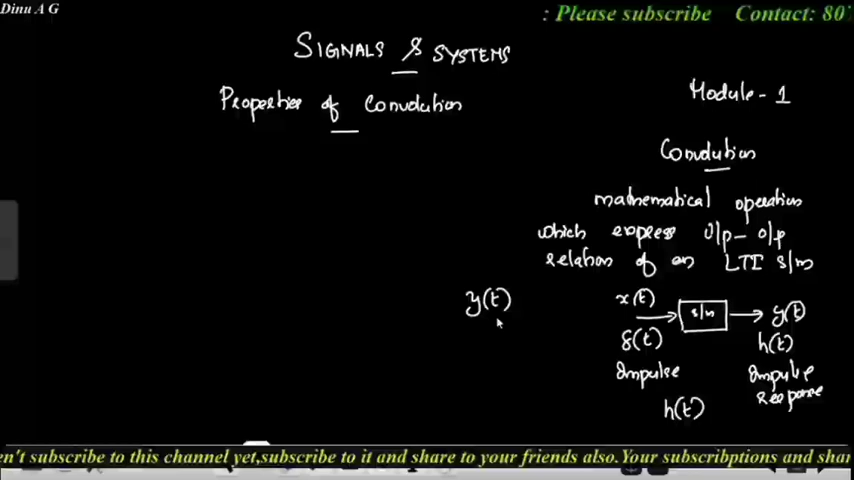 Dinu A G
: Please subscribe Contact: 80
SIGNALS & SYSTEMS
Properties of Convolution
Module - 1
Convolution
mathematical operation
which express I/p - O/p
relation of an LTI s/m
y(t)
x(t) s/m y(t)
δ(t) h(t)
Impulse Impulse
response
h(t)
en't subscribe to this channel yet,subscribe to it and share to your friends also.Your subscribptions and shar